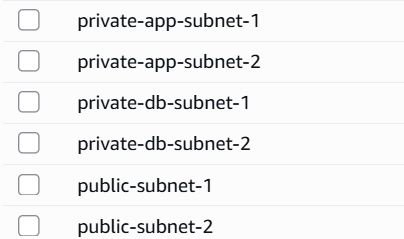 private-app-subnet-1
private-app-subnet-2
private-db-subnet-1
private-db-subnet-2
public-subnet-1
public-subnet-2